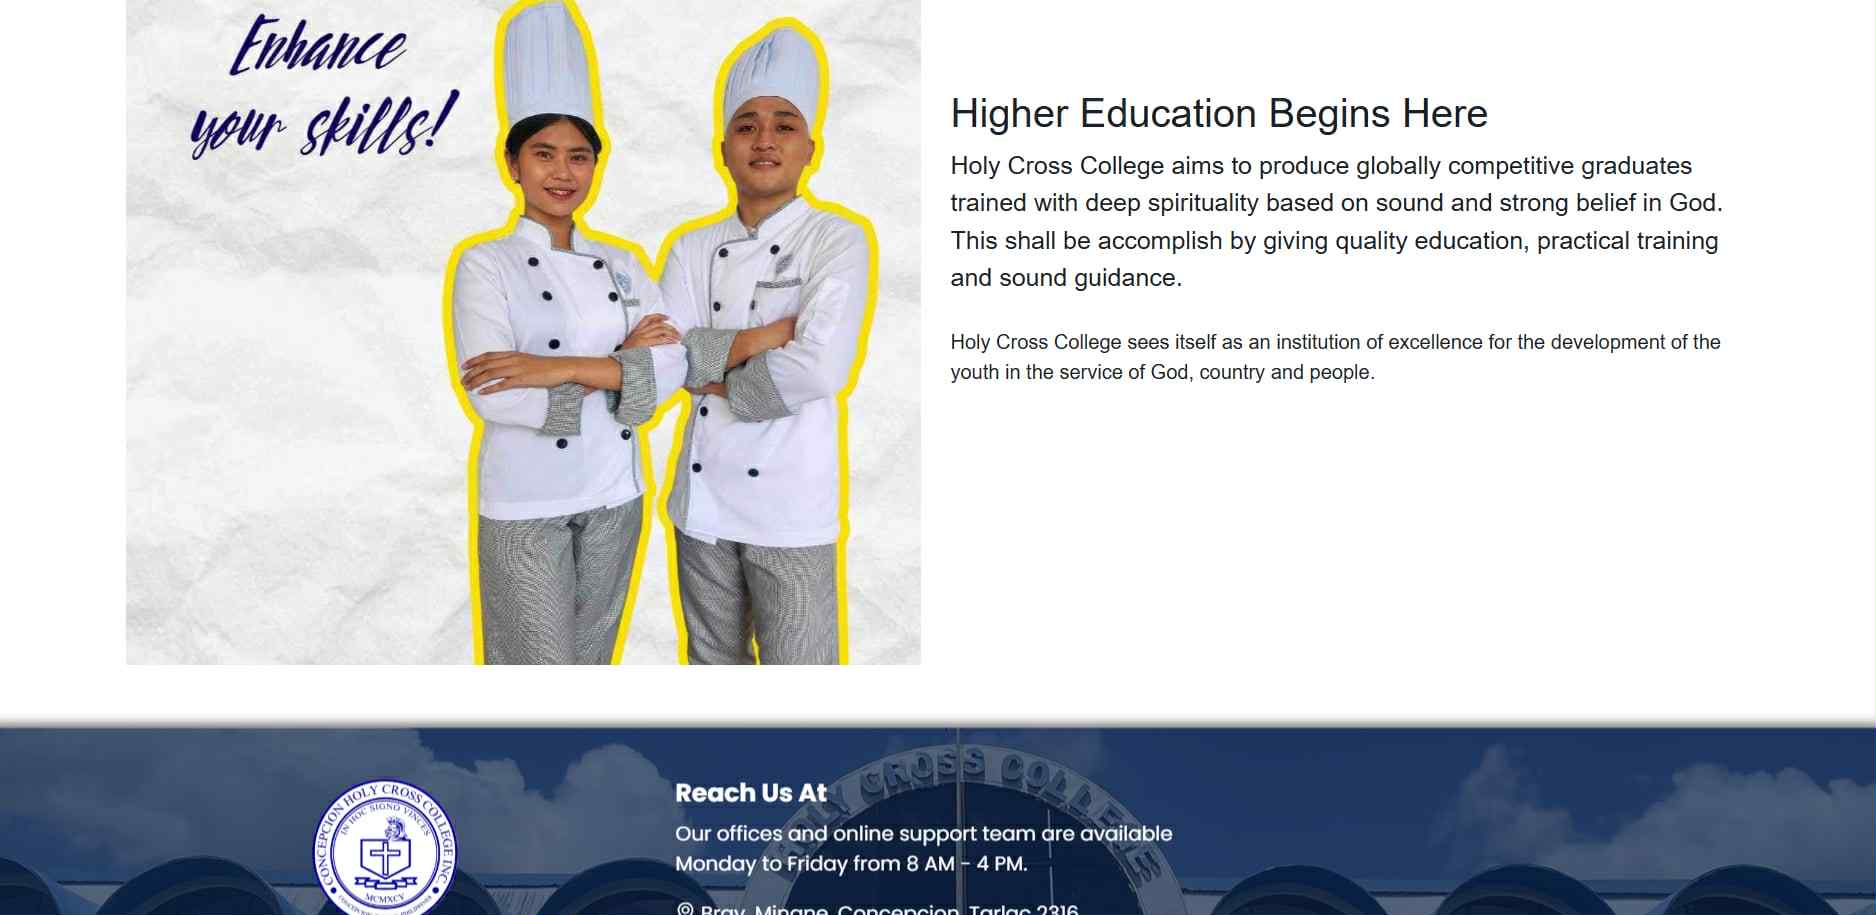 Enhance
your skills!
Higher Education Begins Here
Holy Cross College aims to produce globally competitive graduates
trained with deep spirituality based on sound and strong belief in God.
This shall be accomplish by giving quality education, practical training
and sound guidance.
Holy Cross College sees itself as an institution of excellence for the development of the
youth in the service of God, country and people.
HOLY CROSS COLLEGES
CONCEPCION HOLY CROSS COLLEGE INC.
IN HOC SIGNO VINCES
MCMXCV
Reach Us At
Our offices and online support team are available
Monday to Friday from 8 AM – 4 PM.
Brgy. Minane, Concepcion, Tarlac 2316